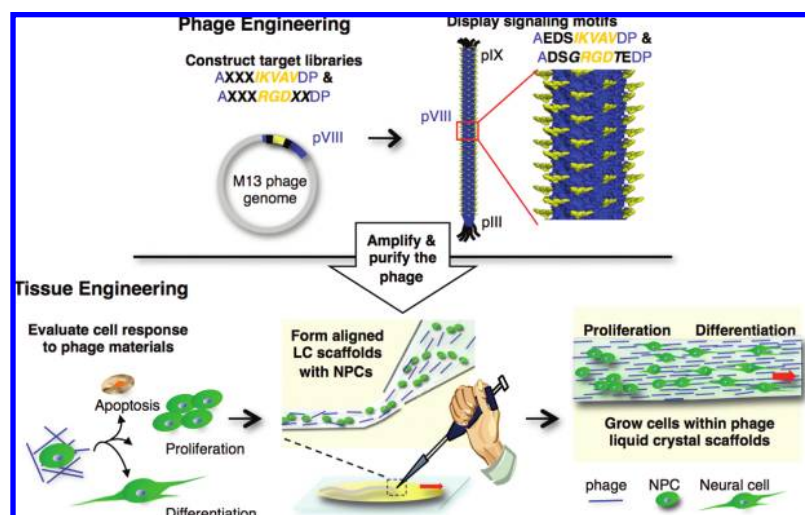 Phage Engineering
Construct target libraries
AXXXIKVAVDP &
AXXXRGDXXDP
pVIII
M13 phage
genome
Display signaling motifs
AEDSIKVAVDP &
ADSGRGDTEDP
pIX
pVIII
pIII
Amplify &
purify the
phage
Tissue Engineering
Evaluate cell response
to phage materials
Apoptosis
Proliferation
Differentiation
Form aligned
LC scaffolds
with NPCs
Proliferation Differentiation
Grow cells within phage
liquid crystal scaffolds
phage NPC Neural cell